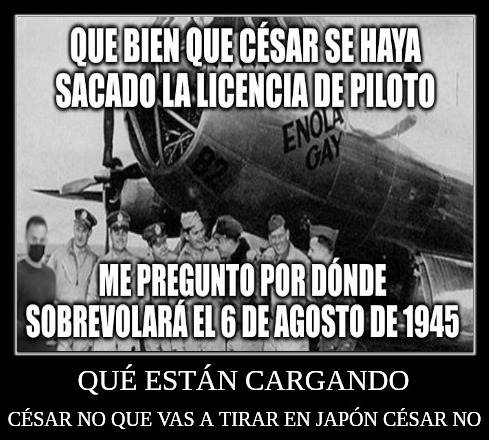 QUE BIEN QUE CÉSAR SE HAYA
SACADO LA LICENCIA DE PILOTO
ENOLA
GAY
82
ME PREGUNTO POR DÓNDE
SOBREVOLARÁ EL 6 DE AGOSTO DE 1945
QUÉ ESTÁN CARGANDO
CÉSAR NO QUE VAS A TIRAR EN JAPÓN CÉSAR NO